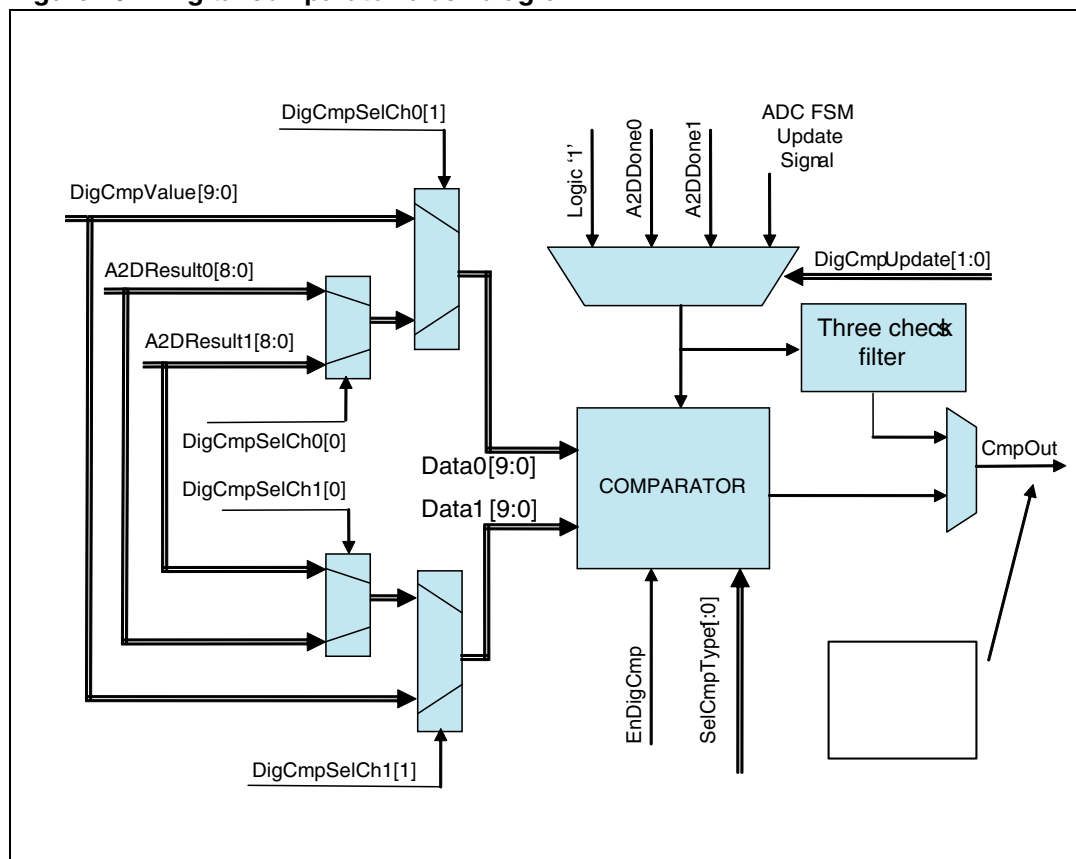 DigCmpSelCh0[1]
DigCmpValue[9:0]
A2DResult0[8:0]
A2DResult1[8:0]
DigCmpSelCh0[0]
DigCmpSelCh1[0]
DigCmpSelCh1[1]
Data0[9:0]
Data1[9:0]
Logic ‘1’
A2DDone0
A2DDone1
ADC FSM
Update
Signal
DigCmpUpdate[1:0]
Three checks
filter
COMPARATOR
CmpOut
EnDigCmp
SelCmpType[1:0]